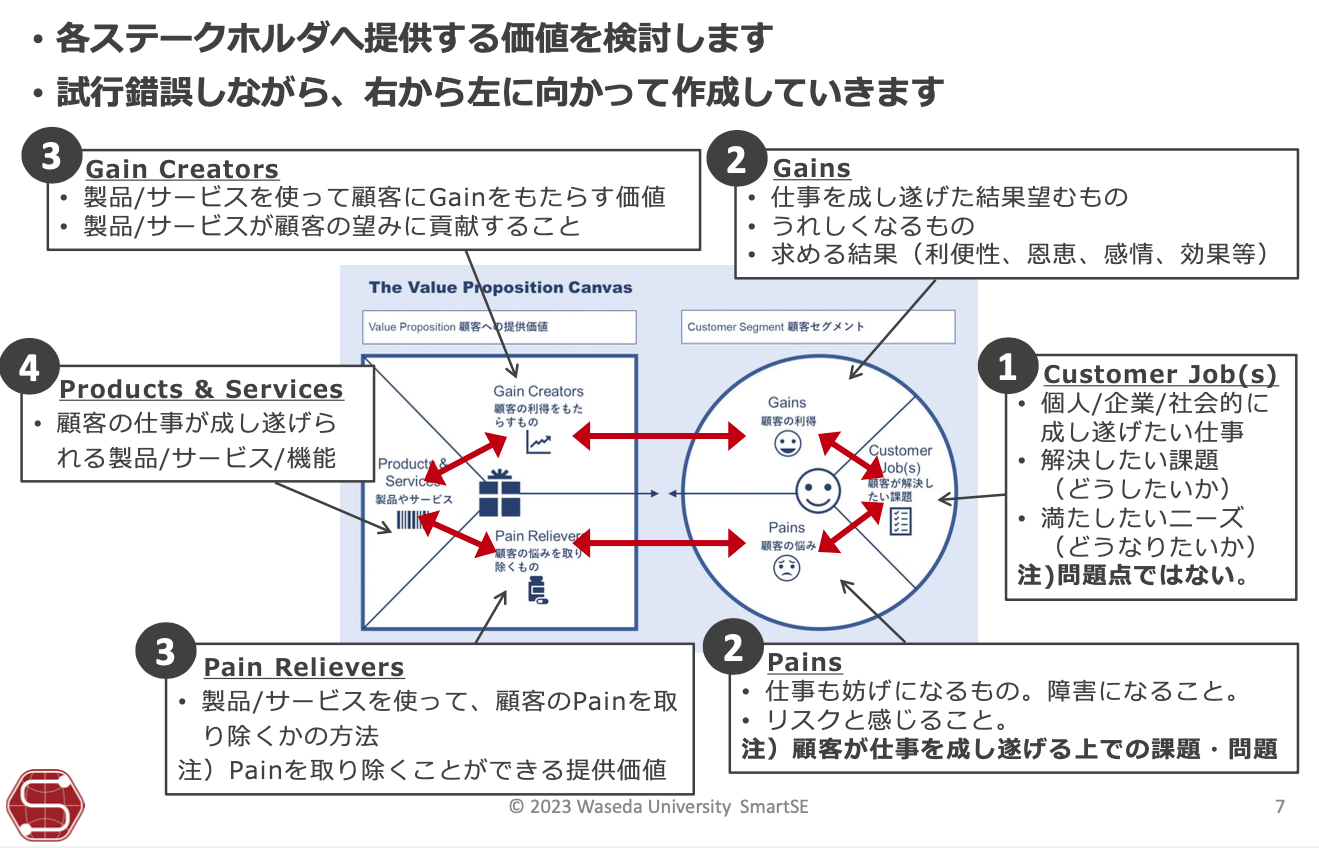 ・各ステークホルダへ提供する価値を検討します
・試行錯誤しながら、右から左に向かって作成していきます
3
Gain Creators
• 製品/サービスを使って顧客にGainをもたらす価値
• 製品/サービスが顧客の望みに貢献すること
2
Gains
• 仕事を成し遂げた結果望むもの
• うれしくなるもの
• 求める結果（利便性、恩恵、感情、効果等）
The Value Proposition Canvas
Value Proposition 顧客への提供価値
Customer Segment 顧客セグメント
4
Products & Services
• 顧客の仕事が成し遂げら
れる製品/サービス/機能
Gain Creators
顧客の利得をもた
らすもの
Products &
Services
製品やサービス
Pain Relievers
顧客の悩みを取り
除くもの
Gains
顧客の利得
Customer
Job(s)
顧客が解決し
たい課題
Pains
顧客の悩み
1
Customer Job(s)
• 個人/企業/社会的に
成し遂げたい仕事
• 解決したい課題
（どうしたいか）
• 満たしたいニーズ
（どうなりたいか）
注)問題点ではない。
3
Pain Relievers
• 製品/サービスを使って、顧客のPainを取
り除くかの方法
注）Painを取り除くことができる提供価値
2
Pains
• 仕事も妨げになるもの。障害になること。
• リスクと感じること。
注）顧客が仕事を成し遂げる上での課題・問題
© 2023 Waseda University SmartSE
7